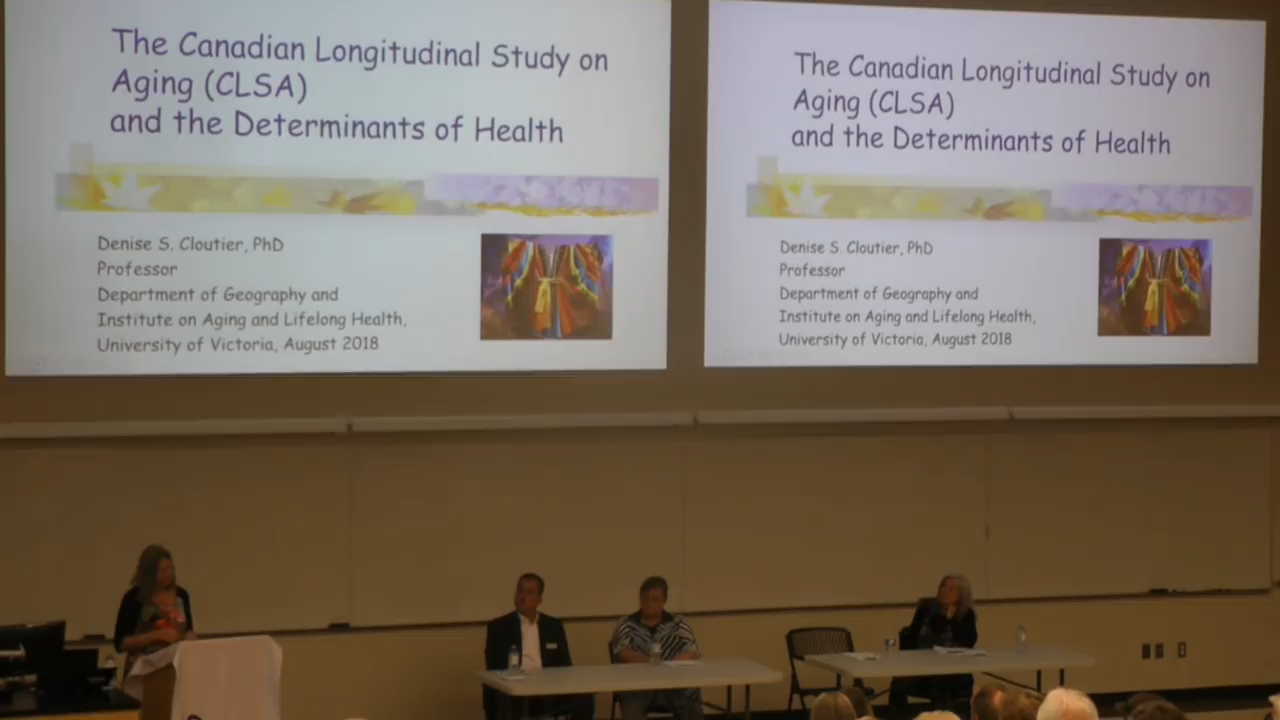 The Canadian Longitudinal Study on
Aging (CLSA)
and the Determinants of Health
Denise S. Cloutier, PhD
Professor
Department of Geography and
Institute on Aging and Lifelong Health,
University of Victoria, August 2018
The Canadian Longitudinal Study on
Aging (CLSA)
and the Determinants of Health
Denise S. Cloutier, PhD
Professor
Department of Geography and
Institute on Aging and Lifelong Health,
University of Victoria, August 2018